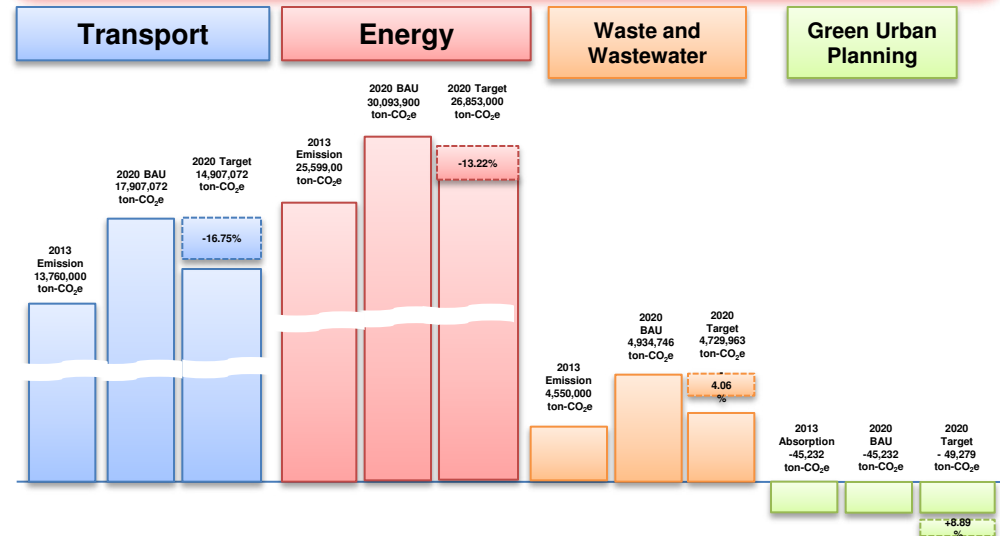 Transport
Energy
Waste and
Wastewater
Green Urban
Planning
2013
Emission
13,760,000
ton-CO₂e
2020 BAU
17,907,072
ton-CO₂e
2020 Target
14,907,072
ton-CO₂e
-16.75%
2013
Emission
25,599,00
ton-CO₂e
2020 BAU
30,093,900
ton-CO₂e
2020 Target
26,853,000
ton-CO₂e
-13.22%
2013
Emission
4,550,000
ton-CO₂e
2020
BAU
4,934,746
ton-CO₂e
2020
Target
4,729,963
ton-CO₂e
-
4.06
%
2013
Absorption
-45,232
ton-CO₂e
2020
BAU
-45,232
ton-CO₂e
2020
Target
- 49,279
ton-CO₂e
+8.89
%